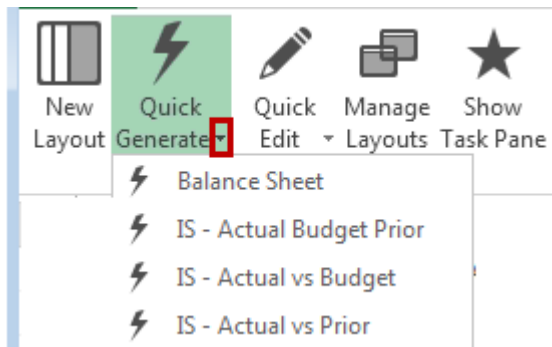 New Quick Quick Manage Show
Layout Generate Edit Layouts Task Pane
Balance Sheet
IS - Actual Budget Prior
IS - Actual vs Budget
IS - Actual vs Prior